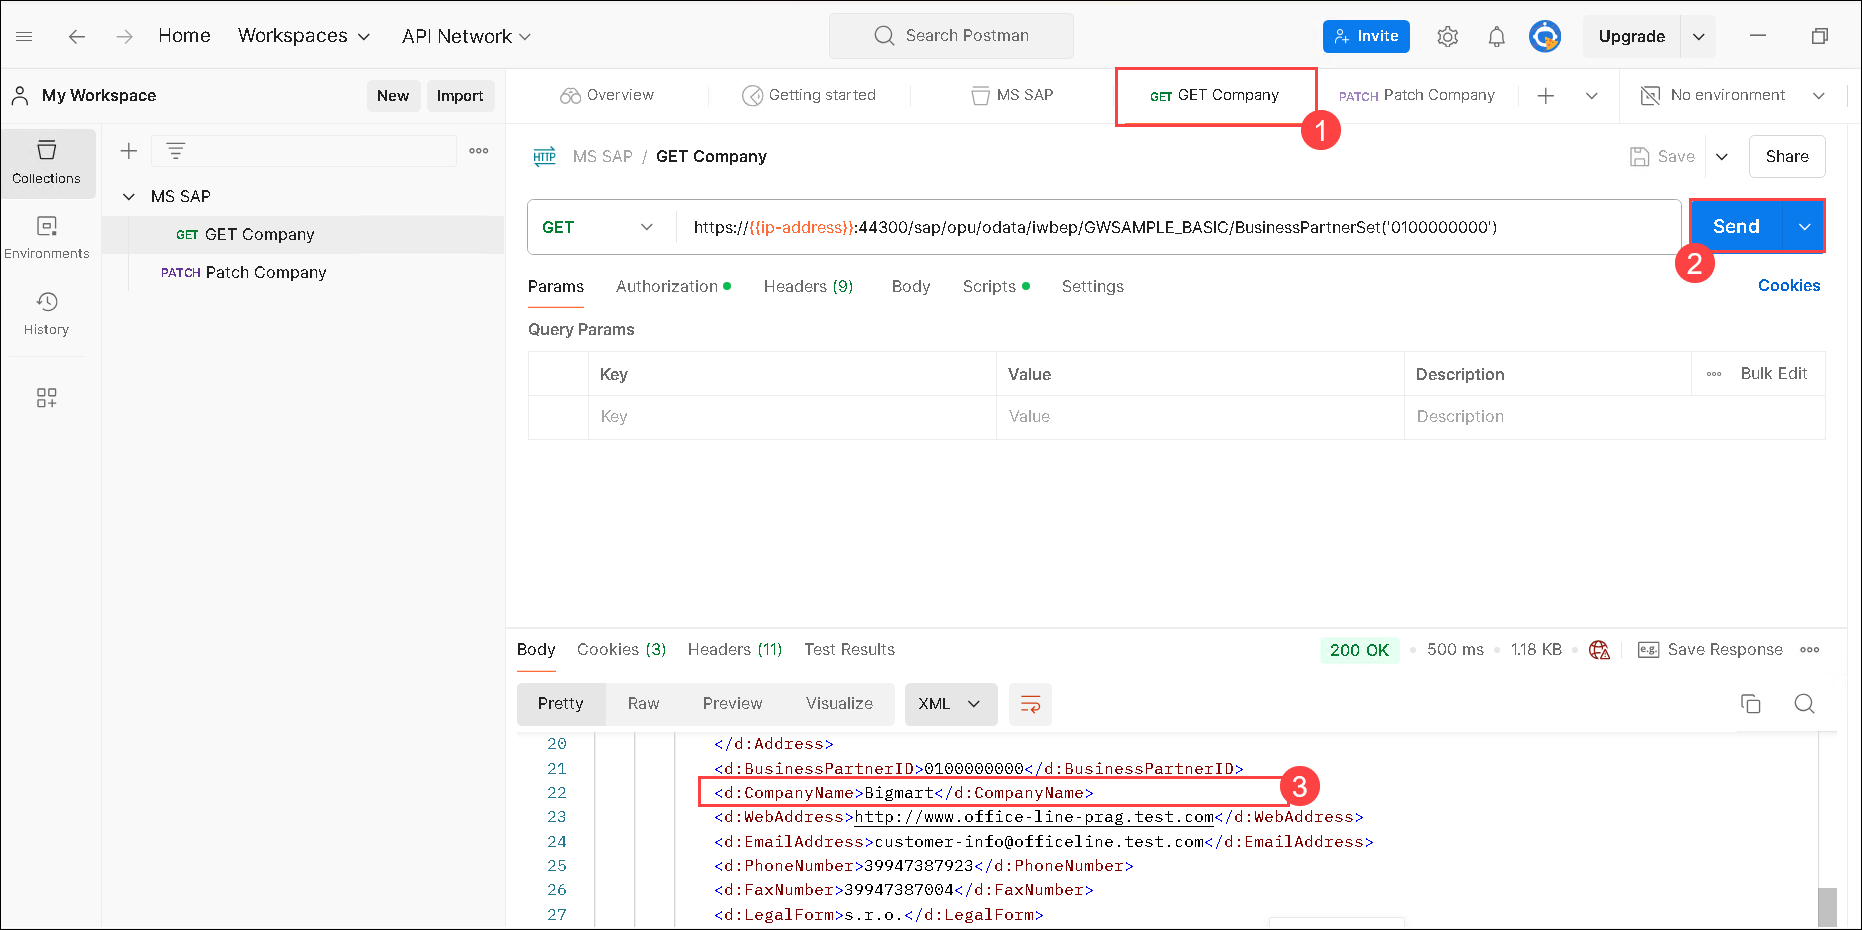 Home Workspaces API Network Search Postman Invite Upgrade
My Workspace New Import Overview Getting started MS SAP GET GET Company PATCH Patch Company No environment
1
Collections
MS SAP / GET Company Save Share
MS SAP
GET https://{{ip-address}}:44300/sap/opu/odata/iwbep/GWSAMPLE_BASIC/BusinessPartnerSet('0100000000') Send
GET GET Company
Environments
2
PATCH Patch Company
Params Authorization Headers (9) Body Scripts Settings Cookies
History
Query Params
Key Value Description Bulk Edit
Key Value Description
Body Cookies (3) Headers (11) Test Results 200 OK 500 ms 1.18 KB e.g. Save Response
Pretty Raw Preview Visualize XML
20 </d:Address>
21 <d:BusinessPartnerID>0100000000</d:BusinessPartnerID>
22 <d:CompanyName>Bigmart</d:CompanyName> 3
23 <d:WebAddress>http://www.office-line-prag.test.com</d:WebAddress>
24 <d:EmailAddress>customer-info@officeline.test.com</d:EmailAddress>
25 <d:PhoneNumber>39947387923</d:PhoneNumber>
26 <d:FaxNumber>39947387004</d:FaxNumber>
27 <d:LegalForm>s.r.o.</d:LegalForm>
HTTP